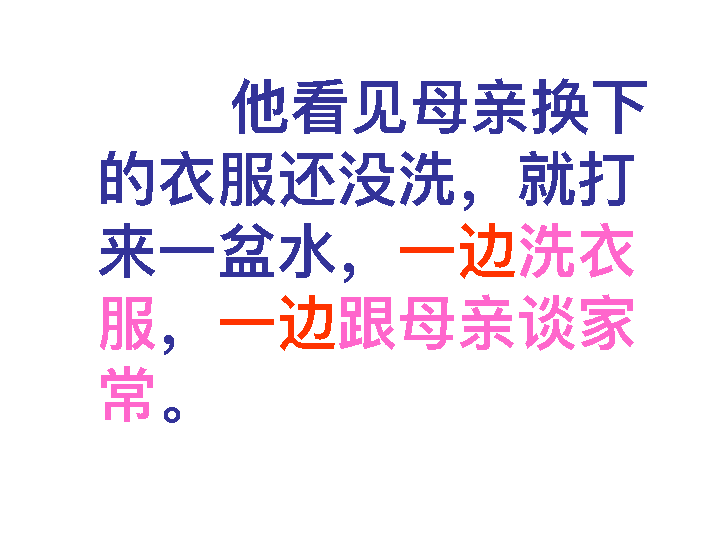 他看见母亲换下
的衣服还没洗，就打
来一盆水，一边洗衣
服，一边跟母亲谈家
常。